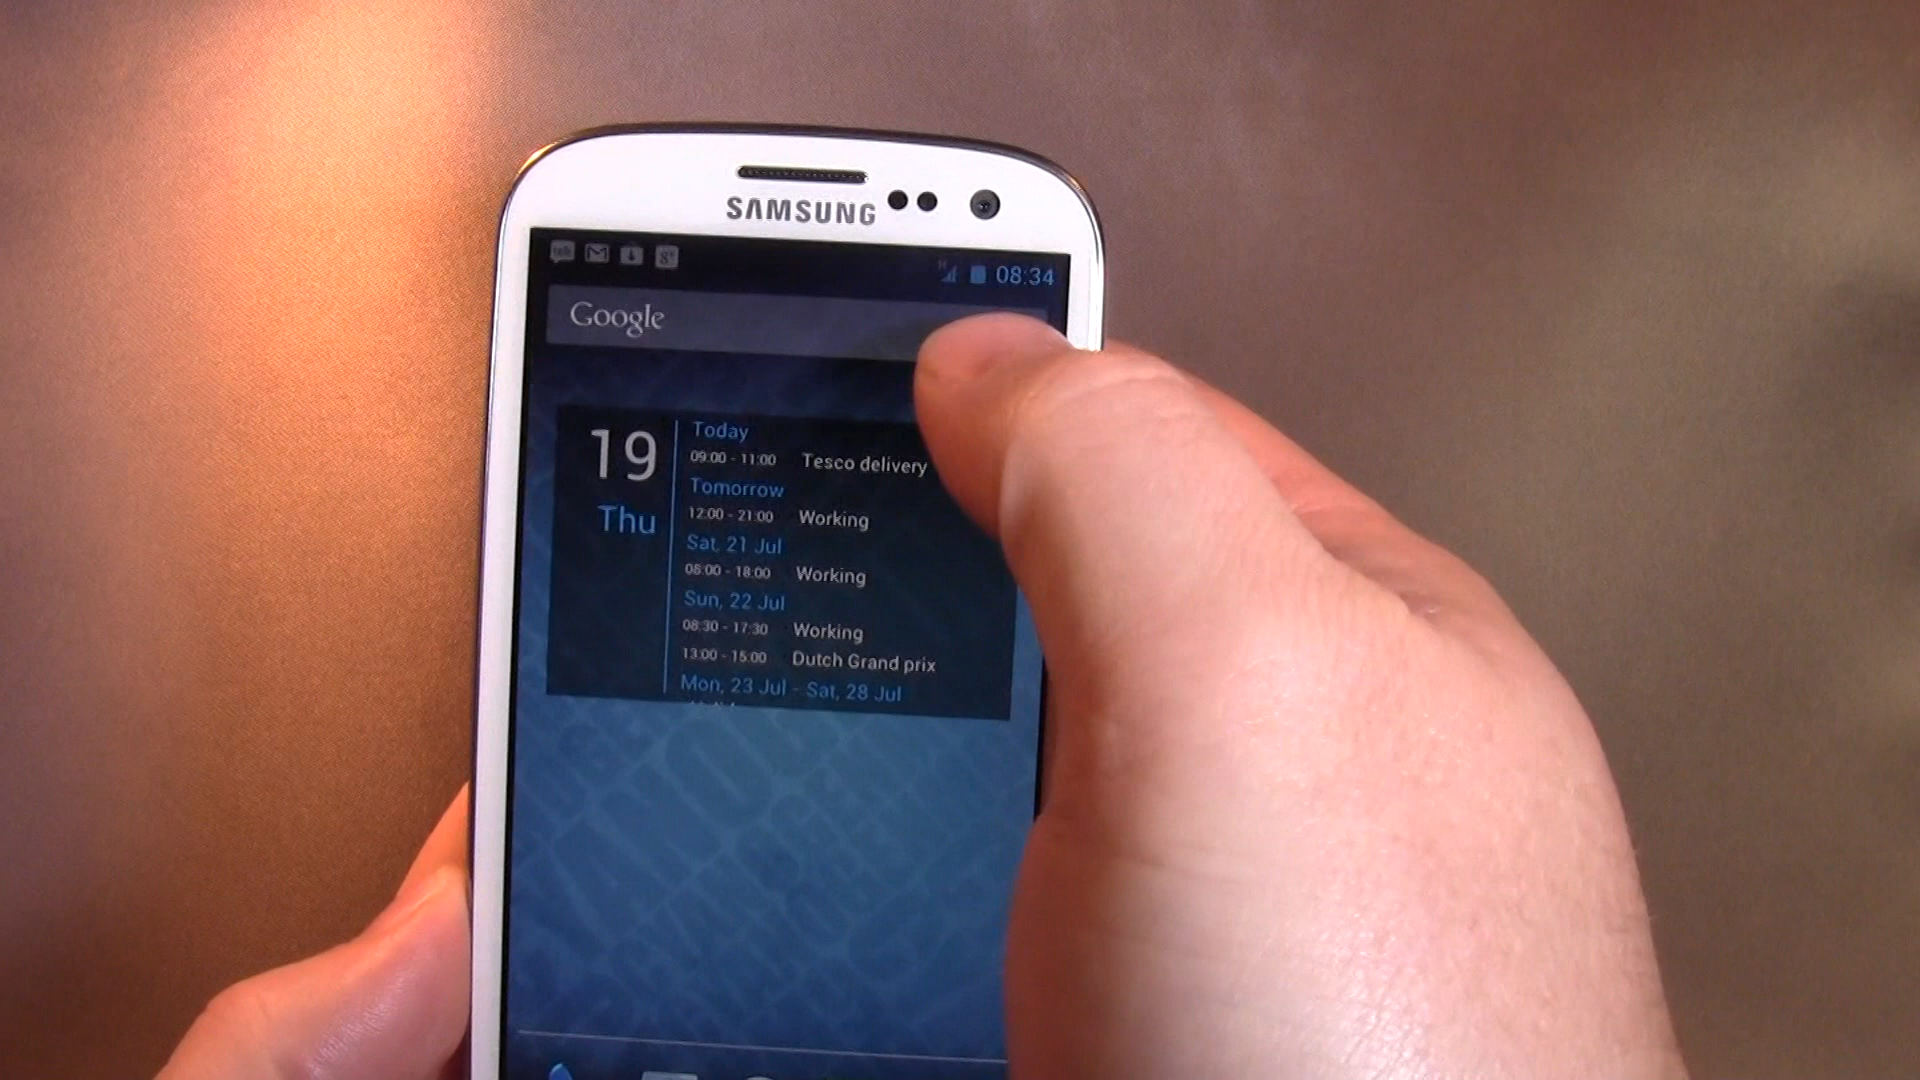 SAMSUNG
08:34
Google
19
Thu
Today
09:00 - 11:00 Tesco delivery
Tomorrow
12:00 - 21:00 Working
Sat, 21 Jul
08:00 - 18:00 Working
Sun, 22 Jul
08:30 - 17:30 Working
13:00 - 15:00 Dutch Grand prix
Mon, 23 Jul - Sat, 28 Jul